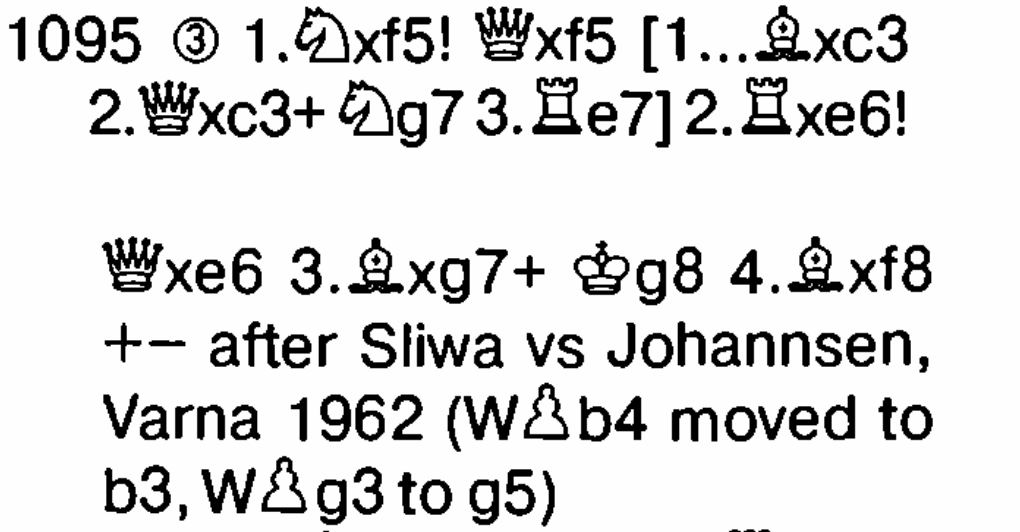 1095 ③ 1.♘xf5! ♕xf5 [1...♗xc3
2.♕xc3+ ♘g7 3.♖e7] 2.♖xe6!
♕xe6 3.♗xg7+ ♔g8 4.♗xf8
+− after Sliwa vs Johannsen,
Varna 1962 (W♙b4 moved to
b3, W♙g3 to g5)